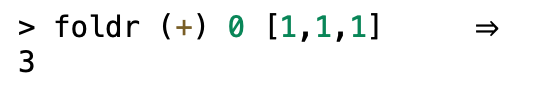 > foldr (+) 0 [1,1,1] ⇒
3